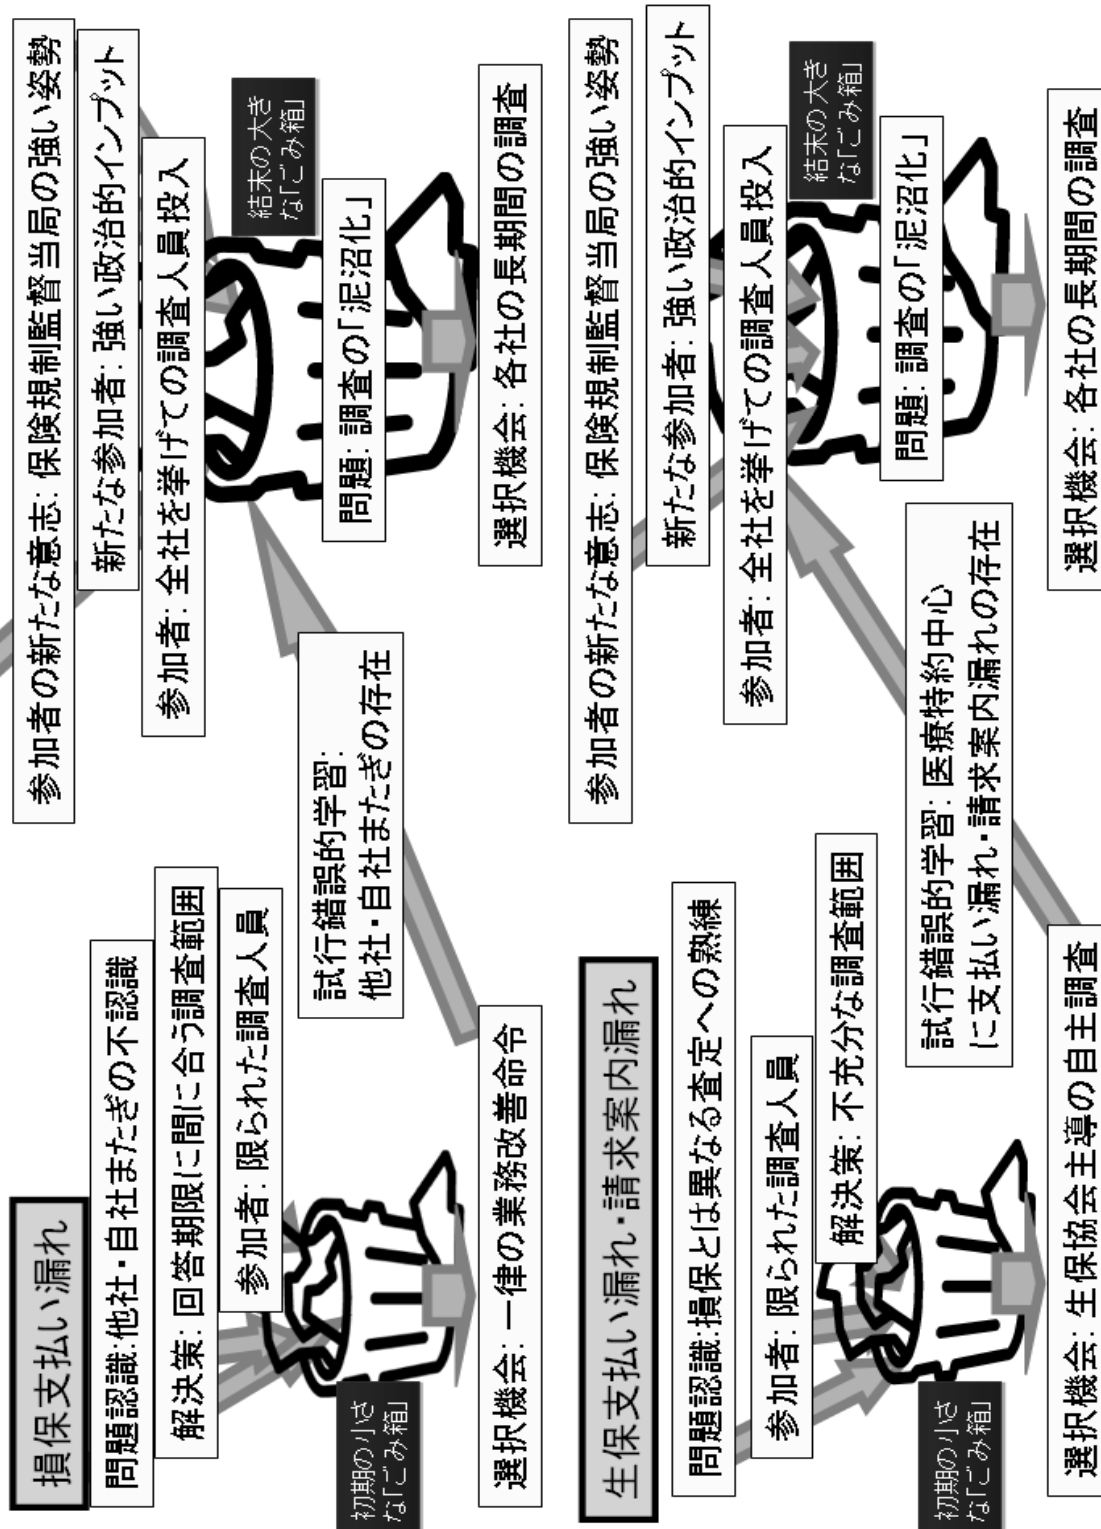 損保支払い漏れ
問題認識:他社・自社またぎの不認識
解決策: 回答期限に間に合う調査範囲
参加者: 限られた調査人員
初期の小さ
な「ごみ箱」
選択機会: 一律の業務改善命令
試行錯誤的学習:
他社・自社またぎの存在
参加者の新たな意志: 保険規制監督当局の強い姿勢
新たな参加者: 強い政治的インプット
参加者: 全社を挙げての調査人員投入
結末の大き
な「ごみ箱」
問題: 調査の「泥沼化」
選択機会: 各社の長期間の調査
生保支払い漏れ・請求案内漏れ
問題認識:損保とは異なる査定への熟練
参加者: 限られた調査人員
解決策: 不充分な調査範囲
初期の小さ
な「ごみ箱」
選択機会: 生保協会主導の自主調査
試行錯誤的学習: 医療特約中心
に支払い漏れ・請求案内漏れの存在
参加者の新たな意志: 保険規制監督当局の強い姿勢
新たな参加者: 強い政治的インプット
参加者: 全社を挙げての調査人員投入
結末の大き
な「ごみ箱」
問題: 調査の「泥沼化」
選択機会: 各社の長期間の調査